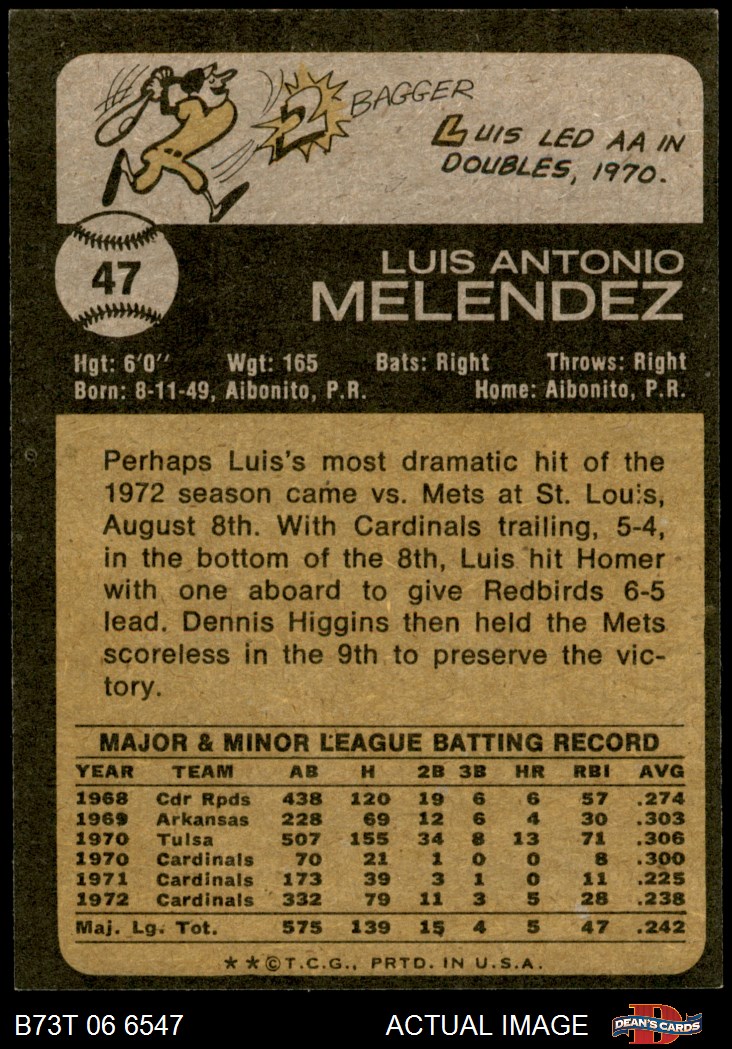 2 BAGGER
LUIS LED AA IN
DOUBLES, 1970.
47
LUIS ANTONIO
MELENDEZ
Hgt: 6'0" Wgt: 165 Bats: Right Throws: Right
Born: 8-11-49, Aibonito, P.R. Home: Aibonito, P.R.
Perhaps Luis's most dramatic hit of the
1972 season came vs. Mets at St. Louis,
August 8th. With Cardinals trailing, 5-4,
in the bottom of the 8th, Luis hit Homer
with one aboard to give Redbirds 6-5
lead. Dennis Higgins then held the Mets
scoreless in the 9th to preserve the vic-
tory.
MAJOR & MINOR LEAGUE BATTING RECORD
YEAR TEAM AB H 2B 3B HR RBI AVG
1968 Cdr Rpds 438 120 19 6 6 57 .274
1969 Arkansas 228 69 12 6 4 30 .303
1970 Tulsa 507 155 34 8 13 71 .306
1970 Cardinals 70 21 1 0 0 8 .300
1971 Cardinals 173 39 3 1 0 11 .225
1972 Cardinals 332 79 11 3 5 28 .238
Maj. Lg. Tot. 575 139 15 4 5 47 .242
★★©T.C.G., PRTD. IN U.S.A.
B73T 06 6547 ACTUAL IMAGE D DEAN'S CARDS